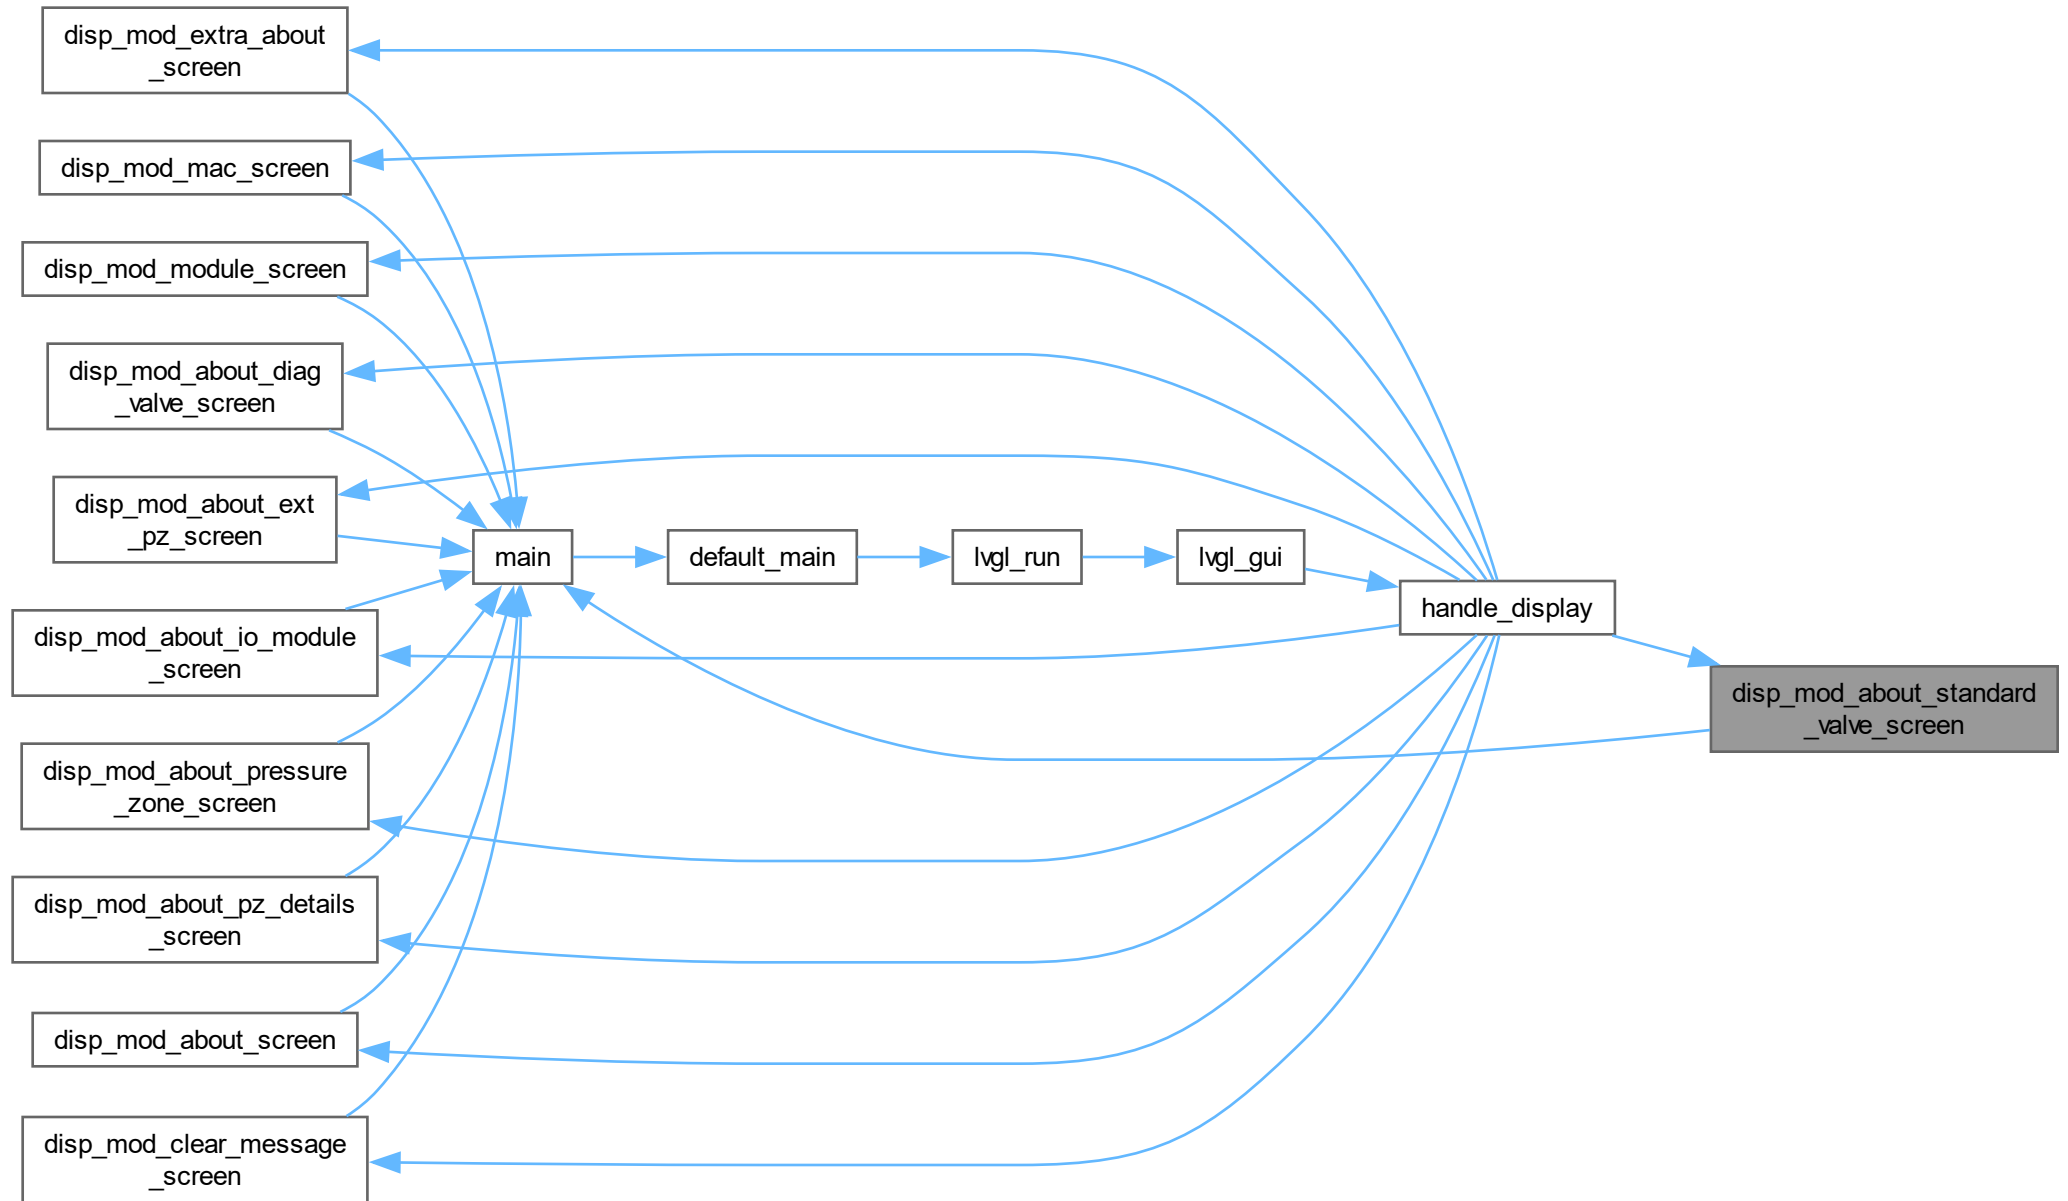 disp_mod_extra_about
_screen
disp_mod_mac_screen
disp_mod_module_screen
disp_mod_about_diag
_valve_screen
disp_mod_about_ext
_pz_screen
disp_mod_about_io_module
_screen
disp_mod_about_pressure
_zone_screen
disp_mod_about_pz_details
_screen
disp_mod_about_screen
disp_mod_clear_message
_screen
main
default_main
lvgl_run
lvgl_gui
handle_display
disp_mod_about_standard
_valve_screen